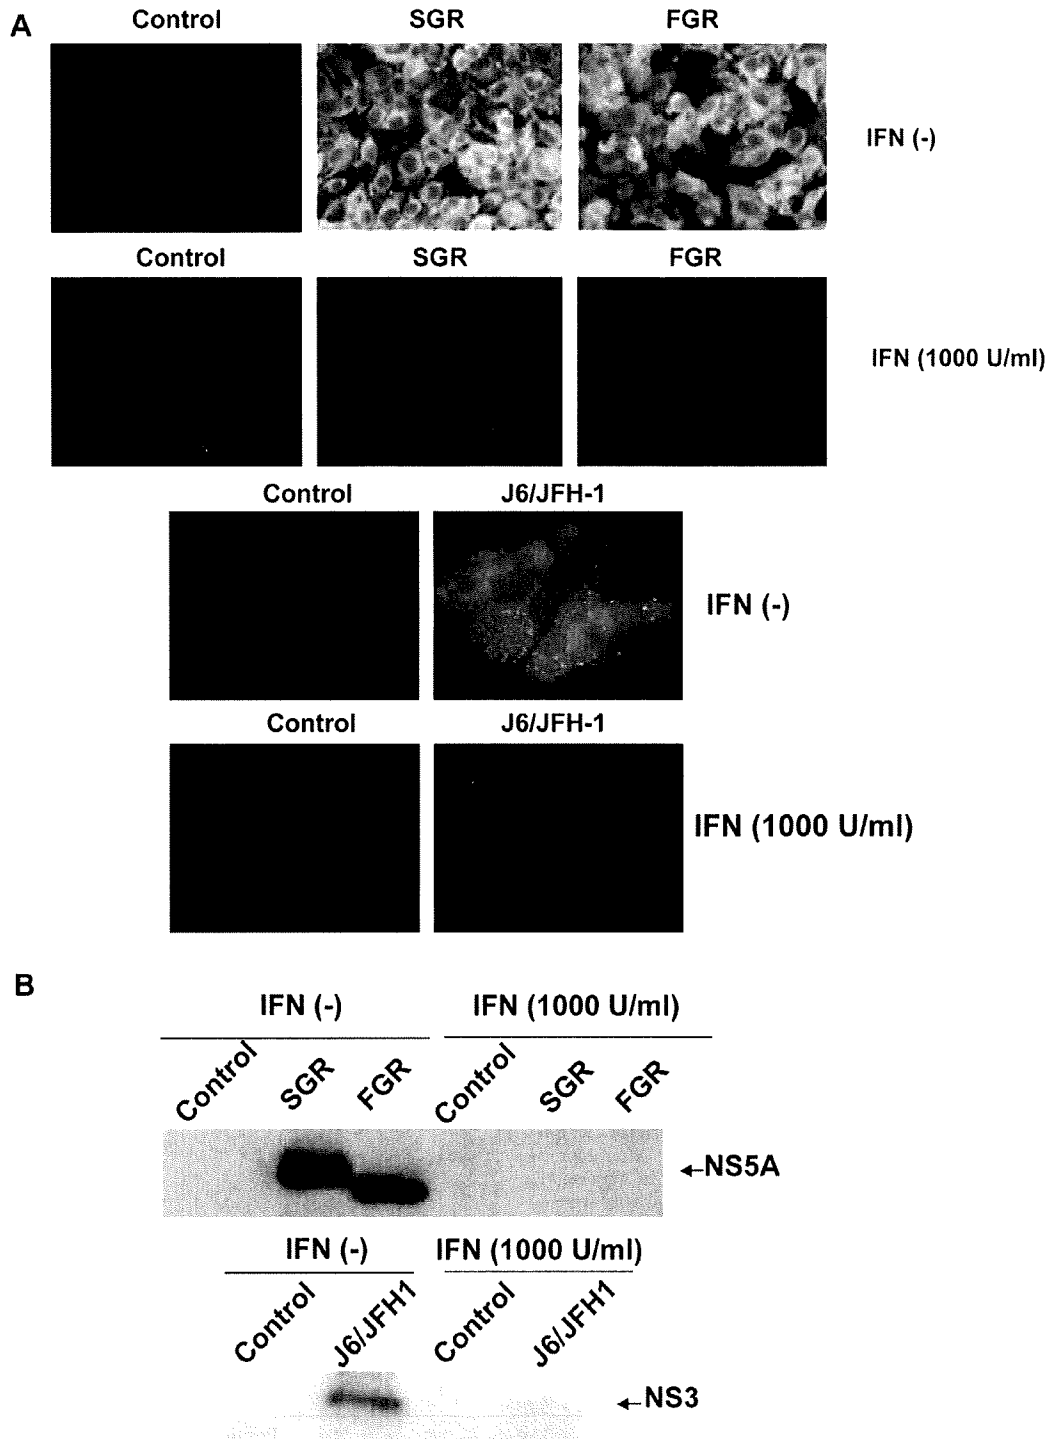 A
Control SGR FGR
IFN (-)
Control SGR FGR
IFN (1000 U/ml)
Control J6/JFH-1
IFN (-)
Control J6/JFH-1
IFN (1000 U/ml)
B
IFN (-) IFN (1000 U/ml)
Control SGR FGR Control SGR FGR
←NS5A
IFN (-) IFN (1000 U/ml)
Control J6/JFH1 Control J6/JFH1
←NS3